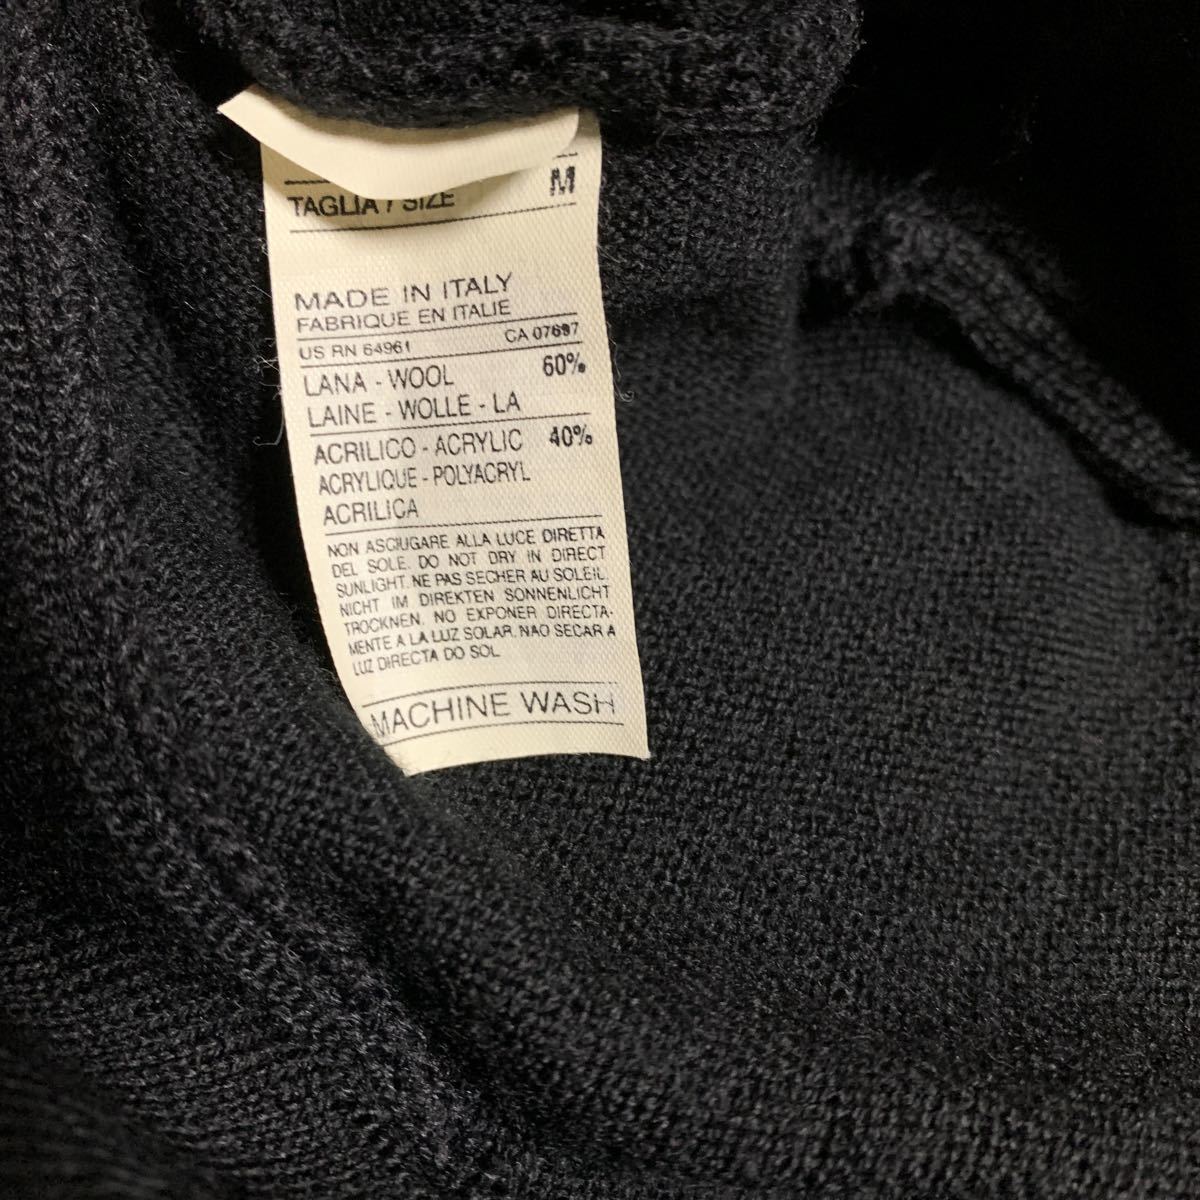 TAGLIA / SIZE M
MADE IN ITALY
FABRIQUE EN ITALIE
US RN 64961 CA 07697
LANA - WOOL 60%
LAINE - WOLLE - LA
ACRILICO - ACRYLIC 40%
ACRYLIQUE - POLYACRYL
ACRILICA
NON ASCIUGARE ALLA LUCE DIRETTA
DEL SOLE. DO NOT DRY IN DIRECT
SUNLIGHT. NE PAS SECHER AU SOLEIL.
NICHT IM DIREKTEN SONNENLICHT
TROCKNEN. NO EXPONER DIRECTA-
MENTE A LA LUZ SOLAR. NAO SECAR A
LUZ DIRECTA DO SOL
MACHINE WASH